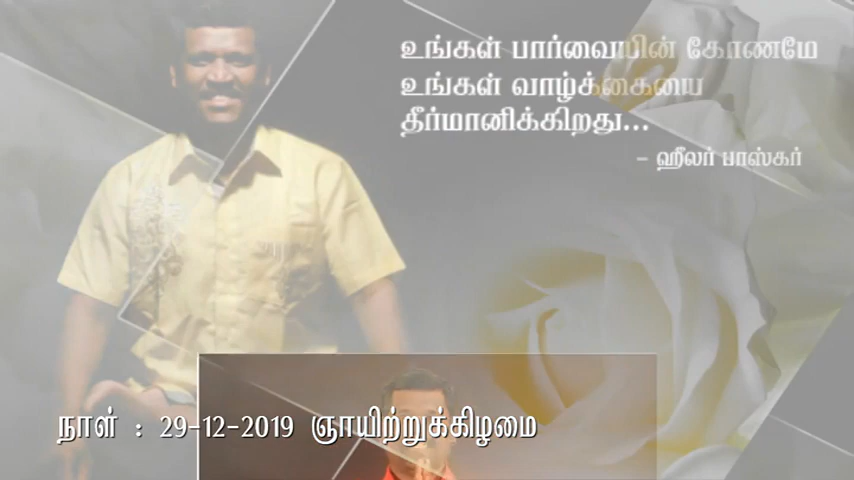 உங்கள் பார்வையின் கோணமே
உங்கள் வாழ்க்கையை
தீர்மானிக்கிறது...
- ஹீலர் பாஸ்கர்
நாள் : 29-12-2019 ஞாயிற்றுக்கிழமை